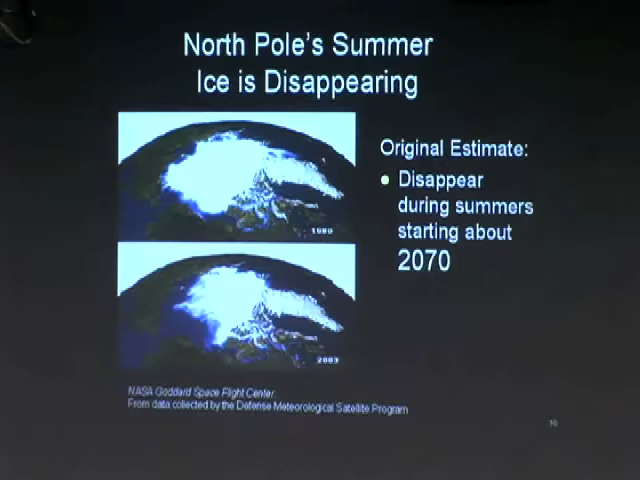 North Pole's Summer
Ice is Disappearing
Original Estimate:
• Disappear
during summers
starting about
2070
1980
2003
NASA Goddard Space Flight Center.
From data collected by the Defense Meteorological Satellite Program
10